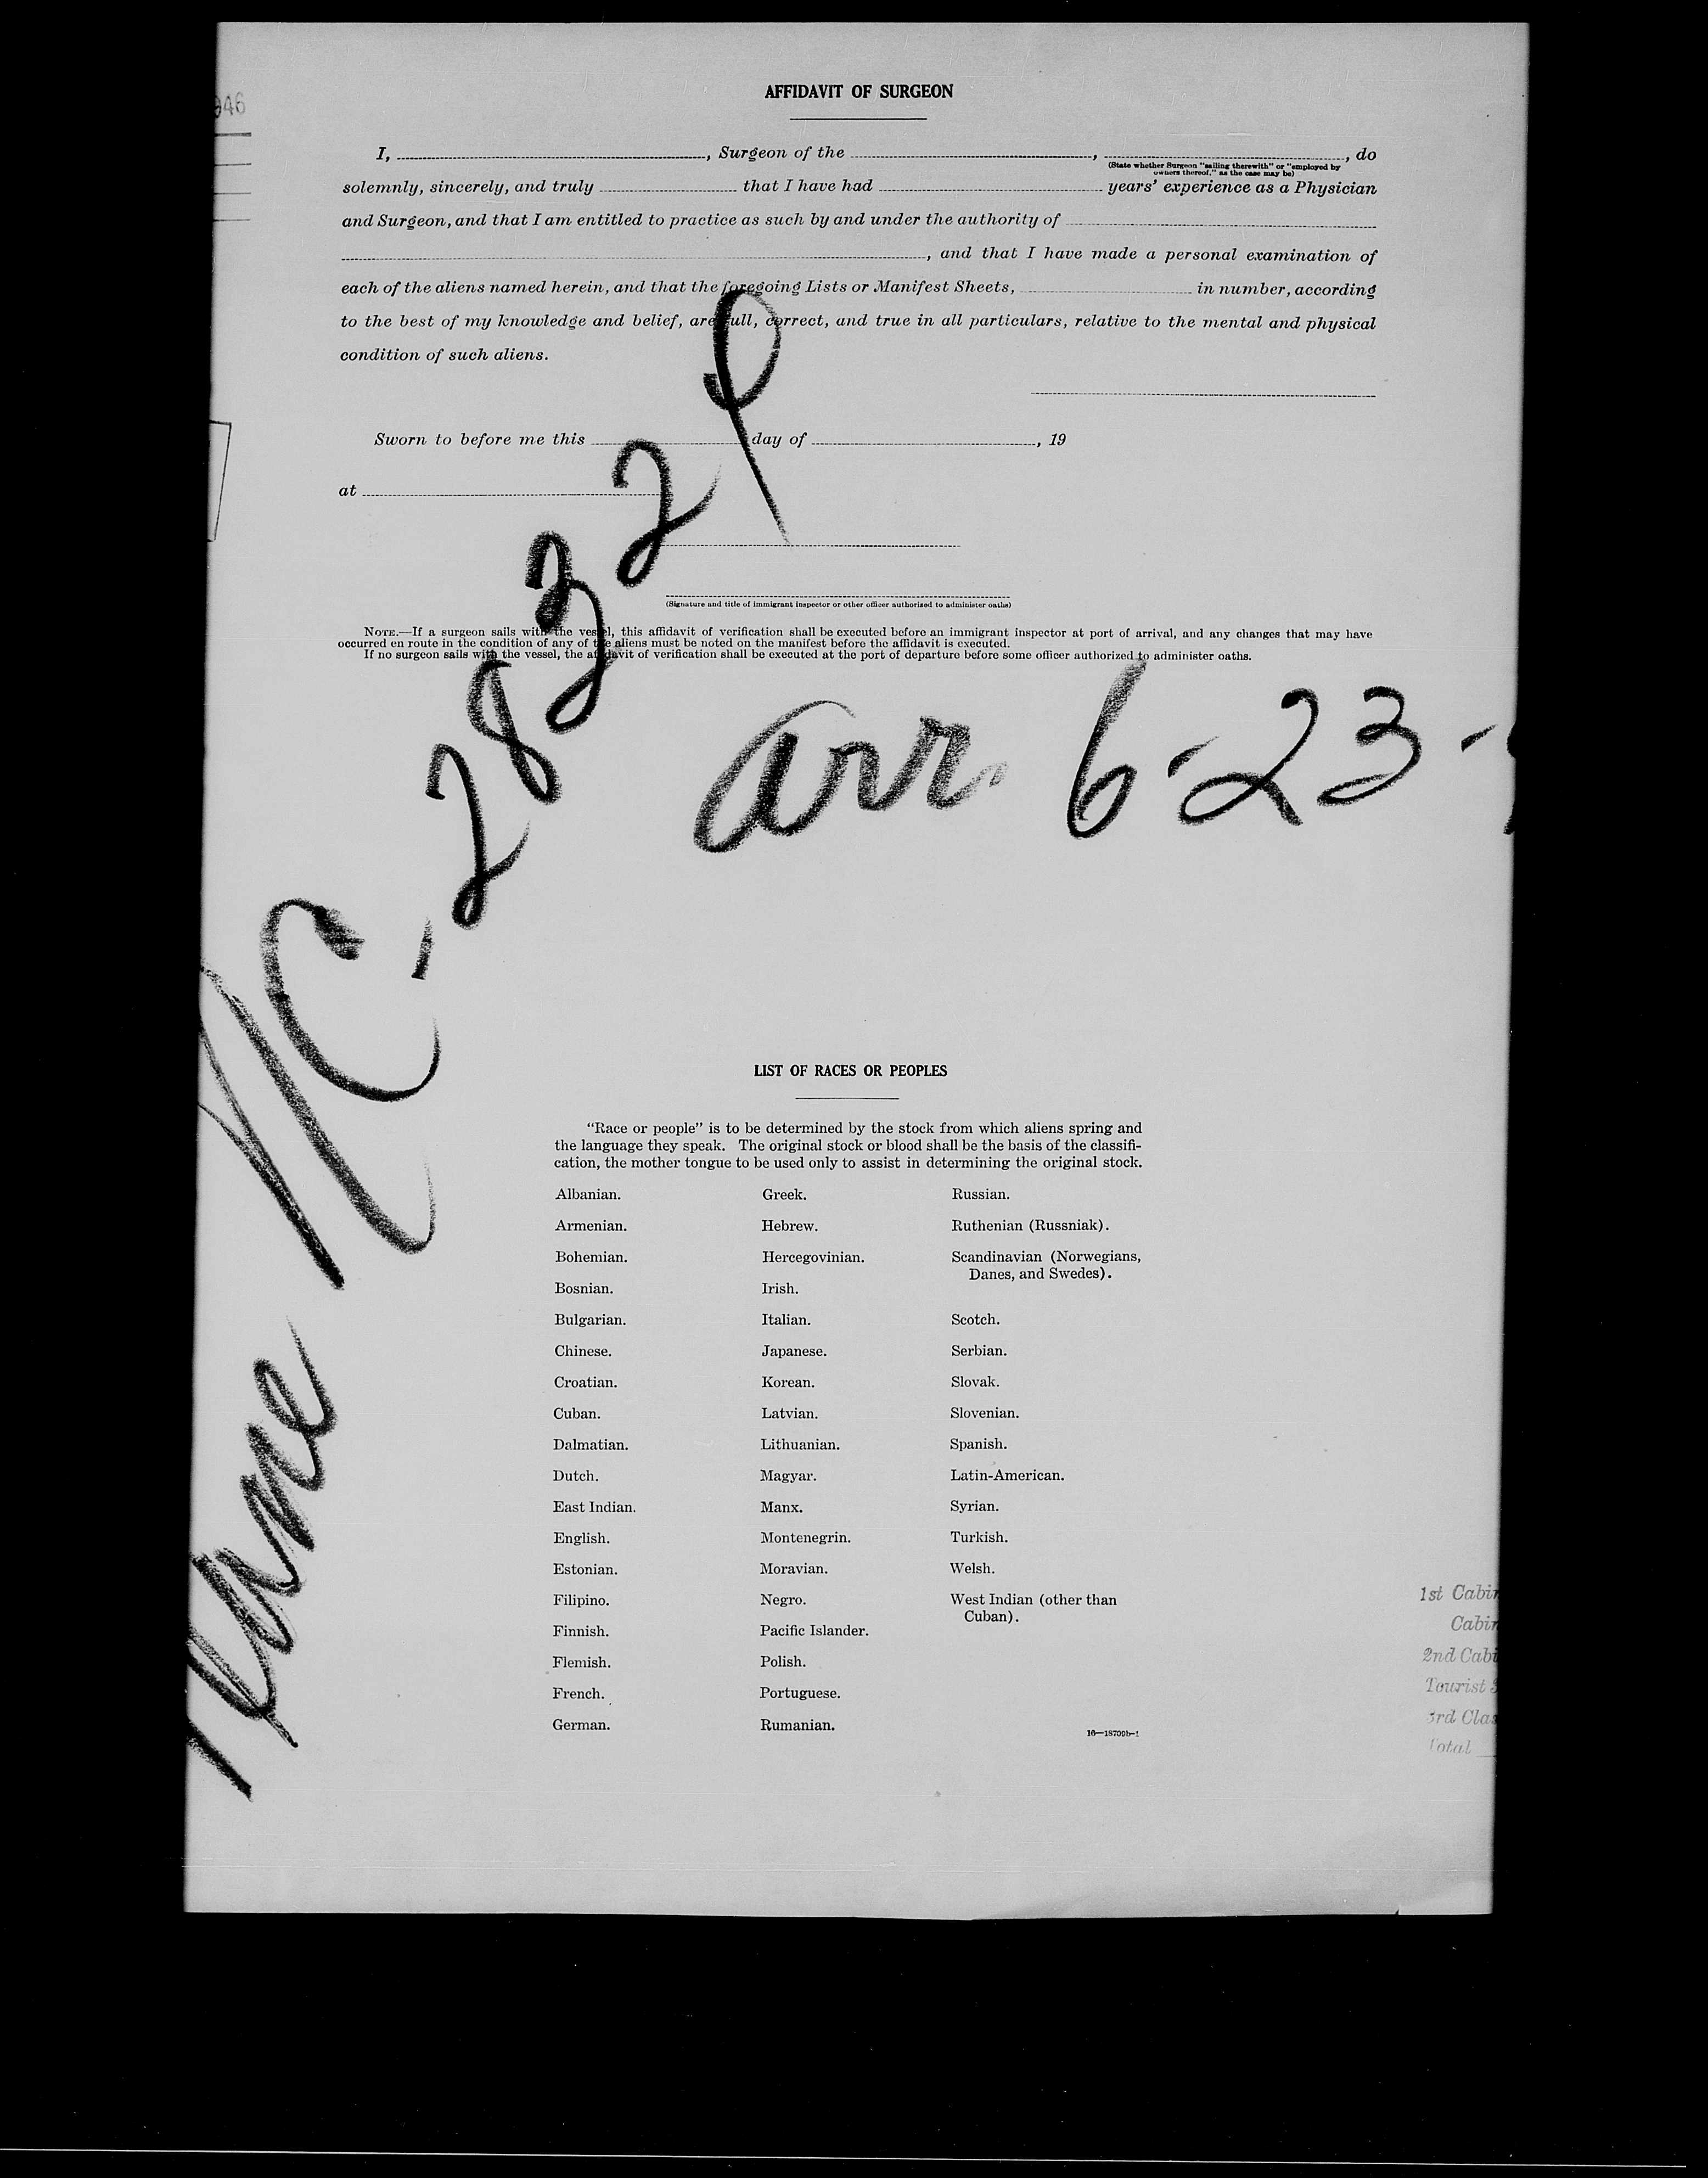 946
AFFIDAVIT OF SURGEON
I, , Surgeon of the , , do
(State whether Surgeon "sailing therewith" or "employed by
owners thereof," as the case may be)
solemnly, sincerely, and truly that I have had years' experience as a Physician
and Surgeon, and that I am entitled to practice as such by and under the authority of
, and that I have made a personal examination of
each of the aliens named herein, and that the foregoing Lists or Manifest Sheets, in number, according
to the best of my knowledge and belief, are full, correct, and true in all particulars, relative to the mental and physical
condition of such aliens.
Sworn to before me this day of , 19
at
(Signature and title of immigrant inspector or other officer authorized to administer oaths)
NOTE.—If a surgeon sails with the vessel, this affidavit of verification shall be executed before an immigrant inspector at port of arrival, and any changes that may have
occurred en route in the condition of any of the aliens must be noted on the manifest before the affidavit is executed.
If no surgeon sails with the vessel, the affidavit of verification shall be executed at the port of departure before some officer authorized to administer oaths.
Plane NC-28332 P
arr. 6-23-
LIST OF RACES OR PEOPLES
"Race or people" is to be determined by the stock from which aliens spring and
the language they speak. The original stock or blood shall be the basis of the classifi-
cation, the mother tongue to be used only to assist in determining the original stock.
Albanian.
Armenian.
Bohemian.
Bosnian.
Bulgarian.
Chinese.
Croatian.
Cuban.
Dalmatian.
Dutch.
East Indian.
English.
Estonian.
Filipino.
Finnish.
Flemish.
French.
German.
Greek.
Hebrew.
Hercegovinian.
Irish.
Italian.
Japanese.
Korean.
Latvian.
Lithuanian.
Magyar.
Manx.
Montenegrin.
Moravian.
Negro.
Pacific Islander.
Polish.
Portuguese.
Rumanian.
Russian.
Ruthenian (Russniak).
Scandinavian (Norwegians,
Danes, and Swedes).
Scotch.
Serbian.
Slovak.
Slovenian.
Spanish.
Latin-American.
Syrian.
Turkish.
Welsh.
West Indian (other than
Cuban).
16—18709b-1
1st Cabin
Cabin
2nd Cabi
Tourist
3rd Clas
Total